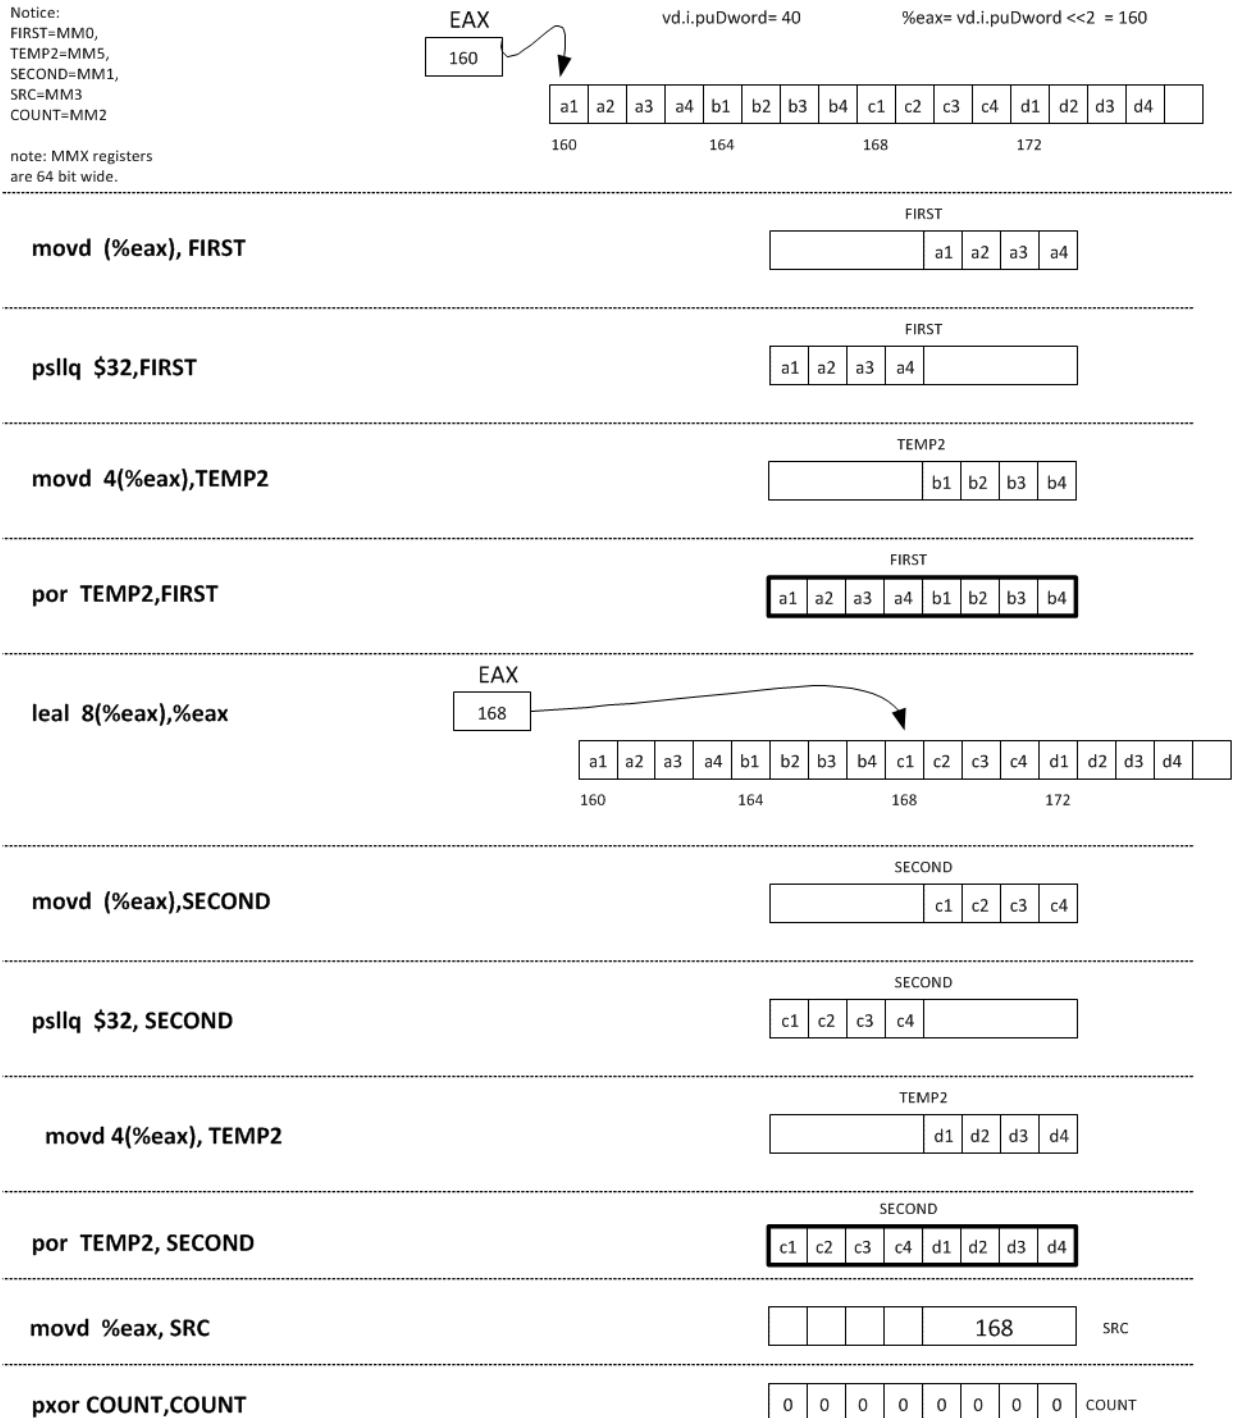 Notice:
FIRST=MM0,
TEMP2=MM5,
SECOND=MM1,
SRC=MM3
COUNT=MM2
note: MMX registers
are 64 bit wide.
EAX
160
vd.i.puDword= 40
%eax= vd.i.puDword <<2 = 160
a1 a2 a3 a4 b1 b2 b3 b4 c1 c2 c3 c4 d1 d2 d3 d4
160 164 168 172
movd (%eax), FIRST
FIRST
a1 a2 a3 a4
psllq $32,FIRST
FIRST
a1 a2 a3 a4
movd 4(%eax),TEMP2
TEMP2
b1 b2 b3 b4
por TEMP2,FIRST
FIRST
a1 a2 a3 a4 b1 b2 b3 b4
leal 8(%eax),%eax
EAX
168
a1 a2 a3 a4 b1 b2 b3 b4 c1 c2 c3 c4 d1 d2 d3 d4
160 164 168 172
movd (%eax),SECOND
SECOND
c1 c2 c3 c4
psllq $32, SECOND
SECOND
c1 c2 c3 c4
movd 4(%eax), TEMP2
TEMP2
d1 d2 d3 d4
por TEMP2, SECOND
SECOND
c1 c2 c3 c4 d1 d2 d3 d4
movd %eax, SRC
168 SRC
pxor COUNT,COUNT
0 0 0 0 0 0 0 0 COUNT